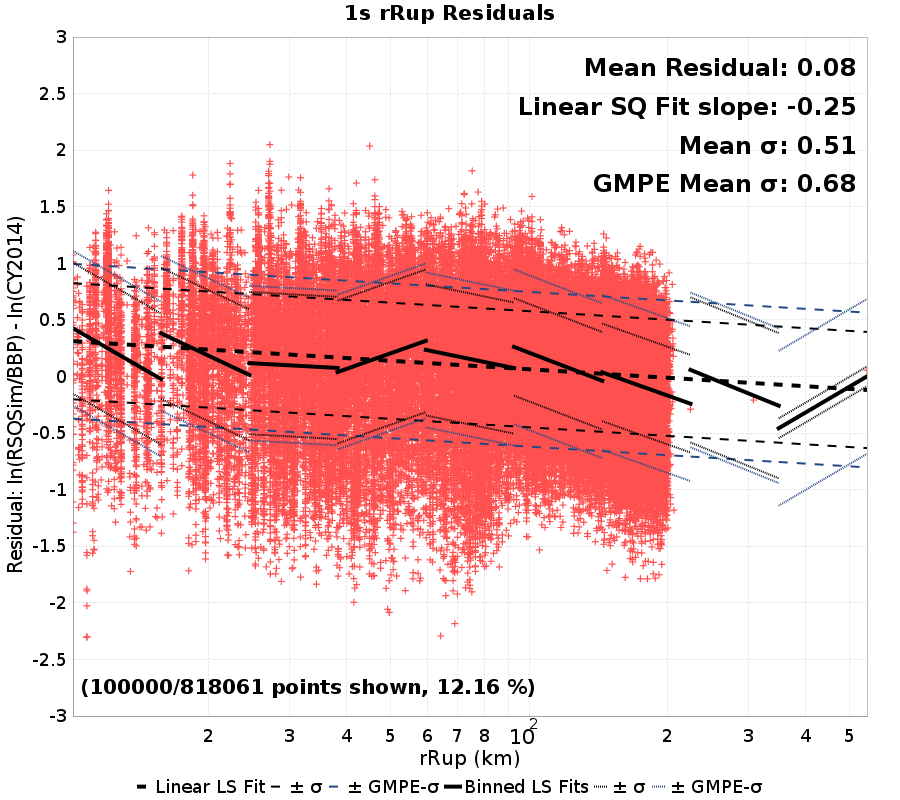 1s rRup Residuals
Mean Residual: 0.08
Linear SQ Fit slope: -0.25
Mean σ: 0.51
GMPE Mean σ: 0.68
3
2.5
2
1.5
1
0.5
0
-0.5
-1
-1.5
-2
-2.5
-3
Residual: ln(RSQSim/BBP) - ln(CY2014)
(100000/818061 points shown, 12.16 %)
2 3 4 5 6 7 8 10² 2 3 4 5
rRup (km)
Linear LS Fit ± σ ± GMPE-σ Binned LS Fits ± σ ± GMPE-σ